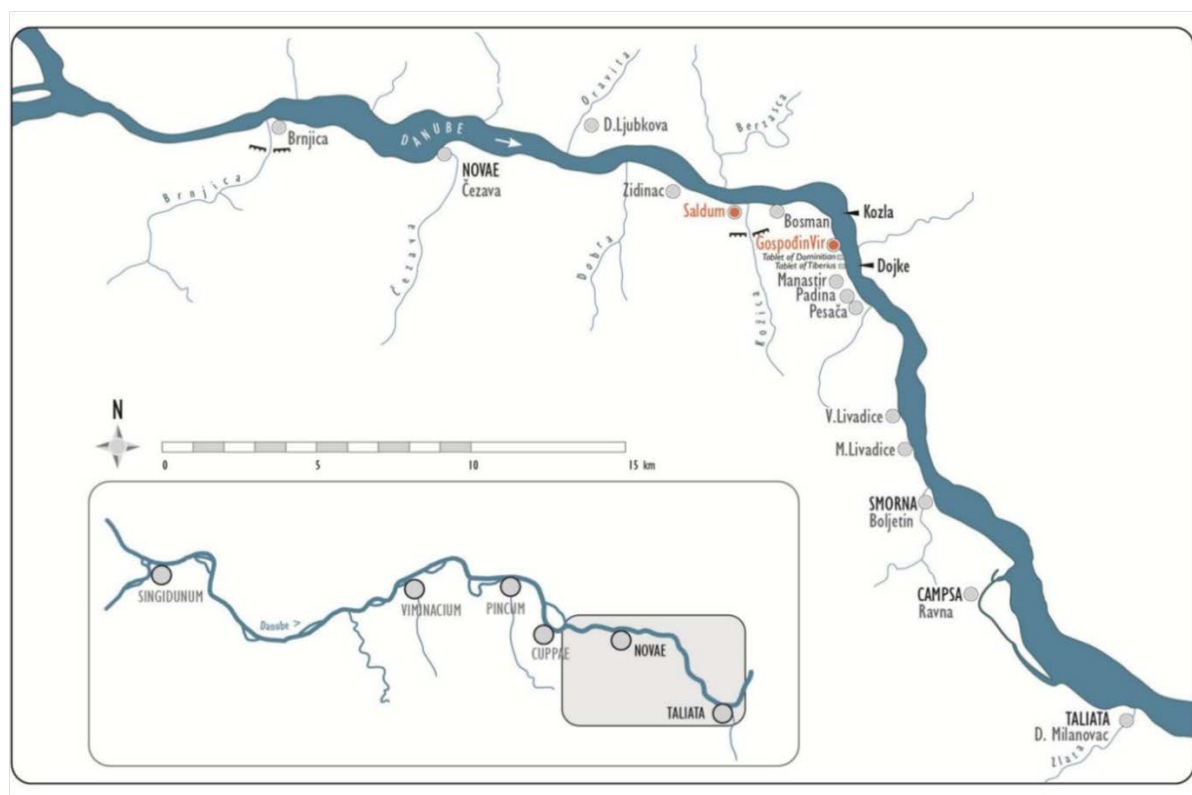 Oravita
Berzasca
D.Ljubkova
DANUBE
Brnjica
NOVAE
Čezava
Brnjica
Čezava
Zidinac
Saldum
Bosman
Kozla
GospođinVir
Tablet of Domintian
Tablet of Tiberius
Dojke
Manastir
Padina
Pesača
Dobra
Kožica
V.Livadice
M.Livadice
N
0 5 10 15 km
SMORNA
Boljetin
CAMPSA
Ravna
TALIATA
D. Milanovac
Zlata
SINGIDUNUM
Danube >
VIMINACIUM
PINCUM
CUPPAE
NOVAE
TALIATA